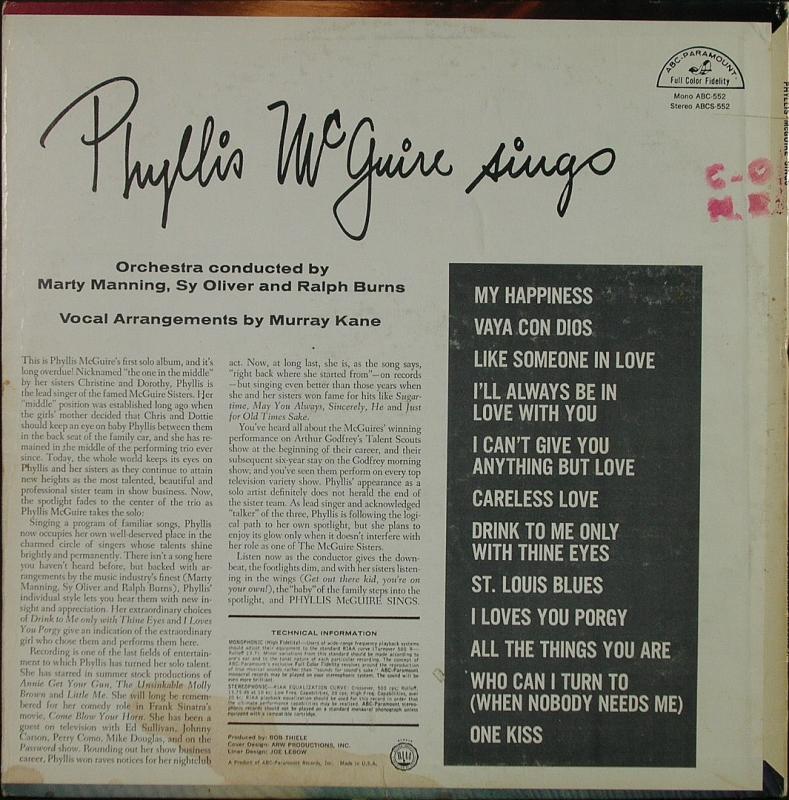 Phyllis McGuire sings
ABC-PARAMOUNT
Full Color Fidelity
Mono ABC-552
Stereo ABCS-552
Orchestra conducted by
Marty Manning, Sy Oliver and Ralph Burns
Vocal Arrangements by Murray Kane
This is Phyllis McGuire's first solo album, and it's
long overdue! Nicknamed "the one in the middle"
by her sisters Christine and Dorothy, Phyllis is
the lead singer of the famed McGuire Sisters. Her
"middle" position was established long ago when
the girls' mother decided that Chris and Dottie
should keep an eye on baby Phyllis between them
in the back seat of the family car, and she has re-
mained in the middle of the performing trio ever
since. Today, the whole world keeps its eyes on
Phyllis and her sisters as they continue to attain
new heights as the most talented, beautiful and
professional sister team in show business. Now,
the spotlight fades to the center of the trio as
Phyllis McGuire takes the solo:
Singing a program of familiar songs, Phyllis
now occupies her own well-deserved place in the
charmed circle of singers whose talents shine
brightly and permanently. There isn't a song here
you haven't heard before, but backed with ar-
rangements by the music industry's finest (Marty
Manning, Sy Oliver and Ralph Burns), Phyllis'
individual style lets you hear them with new in-
sight and appreciation. Her extraordinary choices
of Drink to Me only with Thine Eyes and I Loves
You Porgy give an indication of the extraordinary
girl who chose them and performs them here.
Recording is one of the last fields of entertain-
ment to which Phyllis has turned her solo talent.
She has starred in summer stock productions of
Annie Get Your Gun, The Unsinkable Molly
Brown and Little Me. She will long be remem-
bered for her comedy role in Frank Sinatra's
movie, Come Blow Your Horn. She has been a
guest on television with Ed Sullivan, Johnny
Carson, Perry Como, Mike Douglas, and on the
Password show. Rounding out her show business
career, Phyllis won raves notices for her nightclub
act. Now, at long last, she is, as the song says,
"right back where she started from"—on records
—but singing even better than those years when
she and her sisters won fame for hits like Sugar-
time, May You Always, Sincerely, He and Just
for Old Times Sake.
You've heard all about the McGuires' winning
performance on Arthur Godfrey's Talent Scouts
show at the beginning of their career, and their
subsequent six-year stay on the Godfrey morning
show; and you've seen them perform on every top
television variety show. Phyllis' appearance as a
solo artist definitely does not herald the end of
the sister team. As lead singer and acknowledged
"talker" of the three, Phyllis is following the logi-
cal path to her own spotlight, but she plans to
enjoy its glow only when it doesn't interfere with
her role as one of The McGuire Sisters.
Listen now as the conductor gives the down-
beat, the footlights dim, and with her sisters listen-
ing in the wings (Get out there kid, you're on
your own!), the "baby" of the family steps into the
spotlight, and PHYLLIS McGUIRE SINGS.
TECHNICAL INFORMATION
Produced by: BOB THIELE
Cover Design: ARW PRODUCTIONS, INC.
Liner Design: JOE LEBOW
A Product of ABC-Paramount Records, Inc. Made in U.S.A.
MY HAPPINESS
VAYA CON DIOS
LIKE SOMEONE IN LOVE
I'LL ALWAYS BE IN
LOVE WITH YOU
I CAN'T GIVE YOU
ANYTHING BUT LOVE
CARELESS LOVE
DRINK TO ME ONLY
WITH THINE EYES
ST. LOUIS BLUES
I LOVES YOU PORGY
ALL THE THINGS YOU ARE
WHO CAN I TURN TO
(WHEN NOBODY NEEDS ME)
ONE KISS